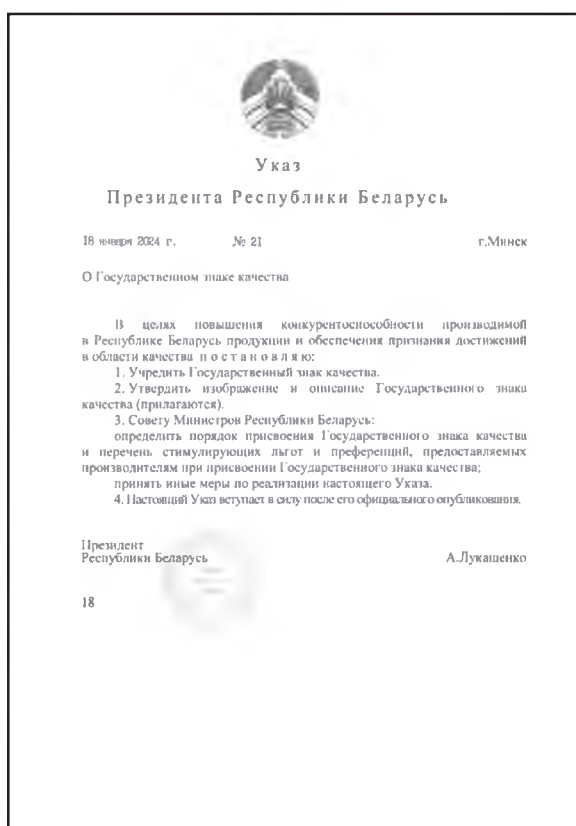 Указ
Президента Республики Беларусь
18 января 2024 г. № 21 г.Минск
О Государственном знаке качества
В целях повышения конкурентоспособности производимой
в Республике Беларусь продукции и обеспечения признания достижений
в области качества п о с т а н о в л я ю:
1. Учредить Государственный знак качества.
2. Утвердить изображение и описание Государственного знака
качества (прилагаются).
3. Совету Министров Республики Беларусь:
определить порядок присвоения Государственного знака качества
и перечень стимулирующих льгот и преференций, предоставляемых
производителям при присвоении Государственного знака качества;
принять иные меры по реализации настоящего Указа.
4. Настоящий Указ вступает в силу после его официального опубликования.
Президент
Республики Беларусь А.Лукашенко
18